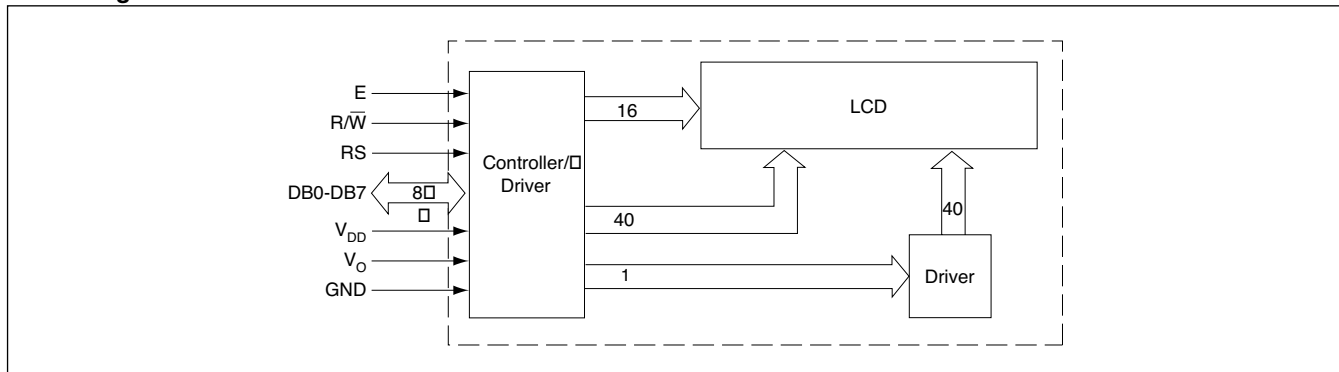 E
R/W̅
RS
DB0-DB7
V_DD
V_O
GND
Controller/□
Driver
8□
□
16
40
1
LCD
40
Driver